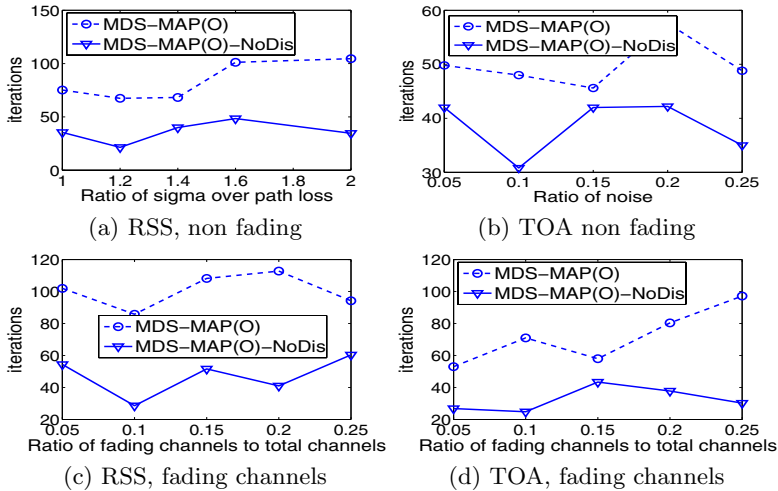 150
100
50
0
iterations
MDS-MAP(O)
MDS-MAP(O)-NoDis
1 1.2 1.4 1.6 1.8 2
Ratio of sigma over path loss
(a) RSS, non fading
60
50
40
30
iterations
MDS-MAP(O)
MDS-MAP(O)-NoDis
0.05 0.1 0.15 0.2 0.25
Ratio of noise
(b) TOA non fading
120
100
80
60
40
20
iterations
MDS-MAP(O)
MDS-MAP(O)-NoDis
0.05 0.1 0.15 0.2 0.25
Ratio of fading channels to total channels
(c) RSS, fading channels
120
100
80
60
40
20
iterations
MDS-MAP(O)
MDS-MAP(O)-NoDis
0.05 0.1 0.15 0.2 0.25
Ratio of fading channels to total channels
(d) TOA, fading channels